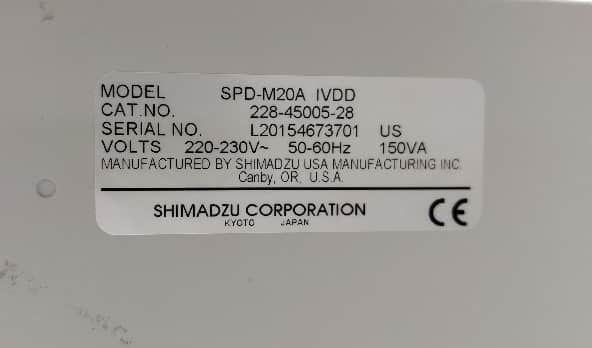 MODEL SPD-M20A IVDD
CAT.NO. 228-45005-28
SERIAL NO. L20154673701 US
VOLTS 220-230V~ 50-60Hz 150VA
MANUFACTURED BY SHIMADZU USA MANUFACTURING INC.
Canby, OR, U.S.A.
SHIMADZU CORPORATION
KYOTO JAPAN
CE